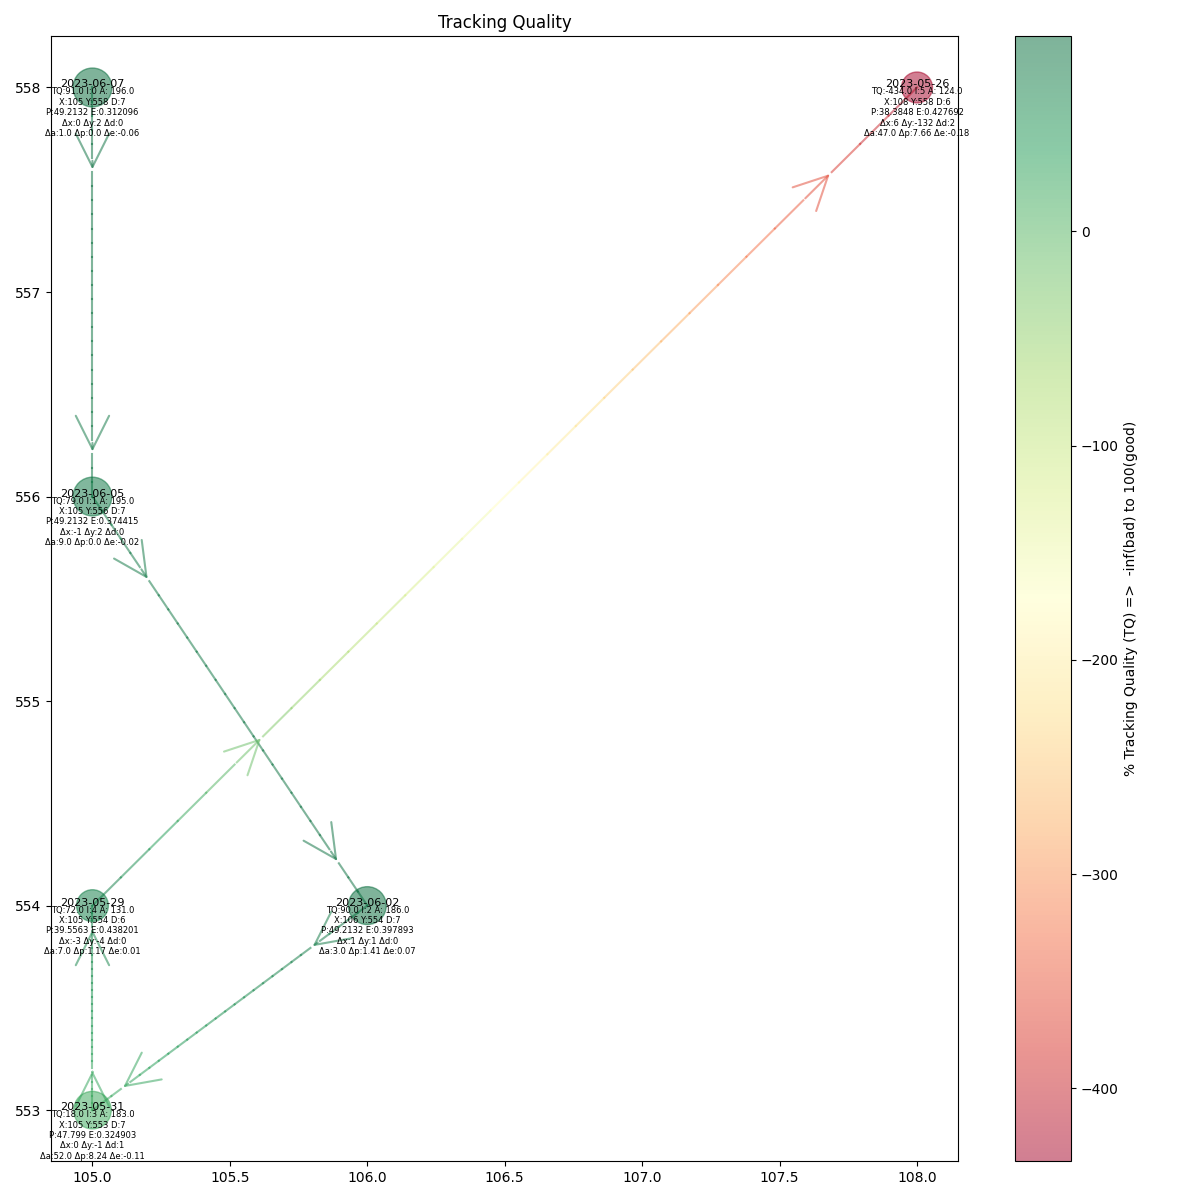 Tracking Quality
558
557
556
555
554
553
2023-06-07
TQ:91.0 I:0 A: 196.0
X:105 Y:558 D:7
P:49.2132 E:0.312096
Δx:0 Δy:2 Δd:0
Δa:1.0 Δp:0.0 Δe:-0.06
2023-05-26
TQ:-434.0 I:5 A: 124.0
X:108 Y:558 D:6
P:38.3848 E:0.427692
Δx:6 Δy:-132 Δd:2
Δa:47.0 Δp:7.66 Δe:-0.18
2023-06-05
TQ:79.0 I:1 A: 195.0
X:105 Y:556 D:7
P:49.2132 E:0.374415
Δx:-1 Δy:2 Δd:0
Δa:9.0 Δp:0.0 Δe:-0.02
2023-05-29
TQ:72.0 I:4 A: 131.0
X:105 Y:554 D:6
P:39.5563 E:0.438201
Δx:-3 Δy:-4 Δd:0
Δa:7.0 Δp:1.17 Δe:0.01
2023-06-02
TQ:90.0 I:2 A: 186.0
X:106 Y:554 D:7
P:49.2132 E:0.397893
Δx:1 Δy:1 Δd:0
Δa:3.0 Δp:1.41 Δe:0.07
2023-05-31
TQ:18.0 I:3 A: 183.0
X:105 Y:553 D:7
P:47.799 E:0.324903
Δx:0 Δy:-1 Δd:1
Δa:52.0 Δp:8.24 Δe:-0.11
105.0 105.5 106.0 106.5 107.0 107.5 108.0
0
−100
−200
−300
−400
% Tracking Quality (TQ) => -inf(bad) to 100(good)